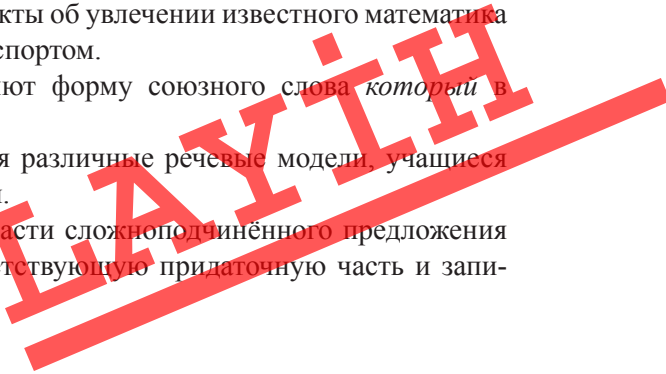 кты об увлечении известного математика
спортом.
ют форму союзного слова который в
я различные речевые модели, учащиеся
асти сложноподчинённого предложения
тствующую придаточную часть и запи-
LAYİH